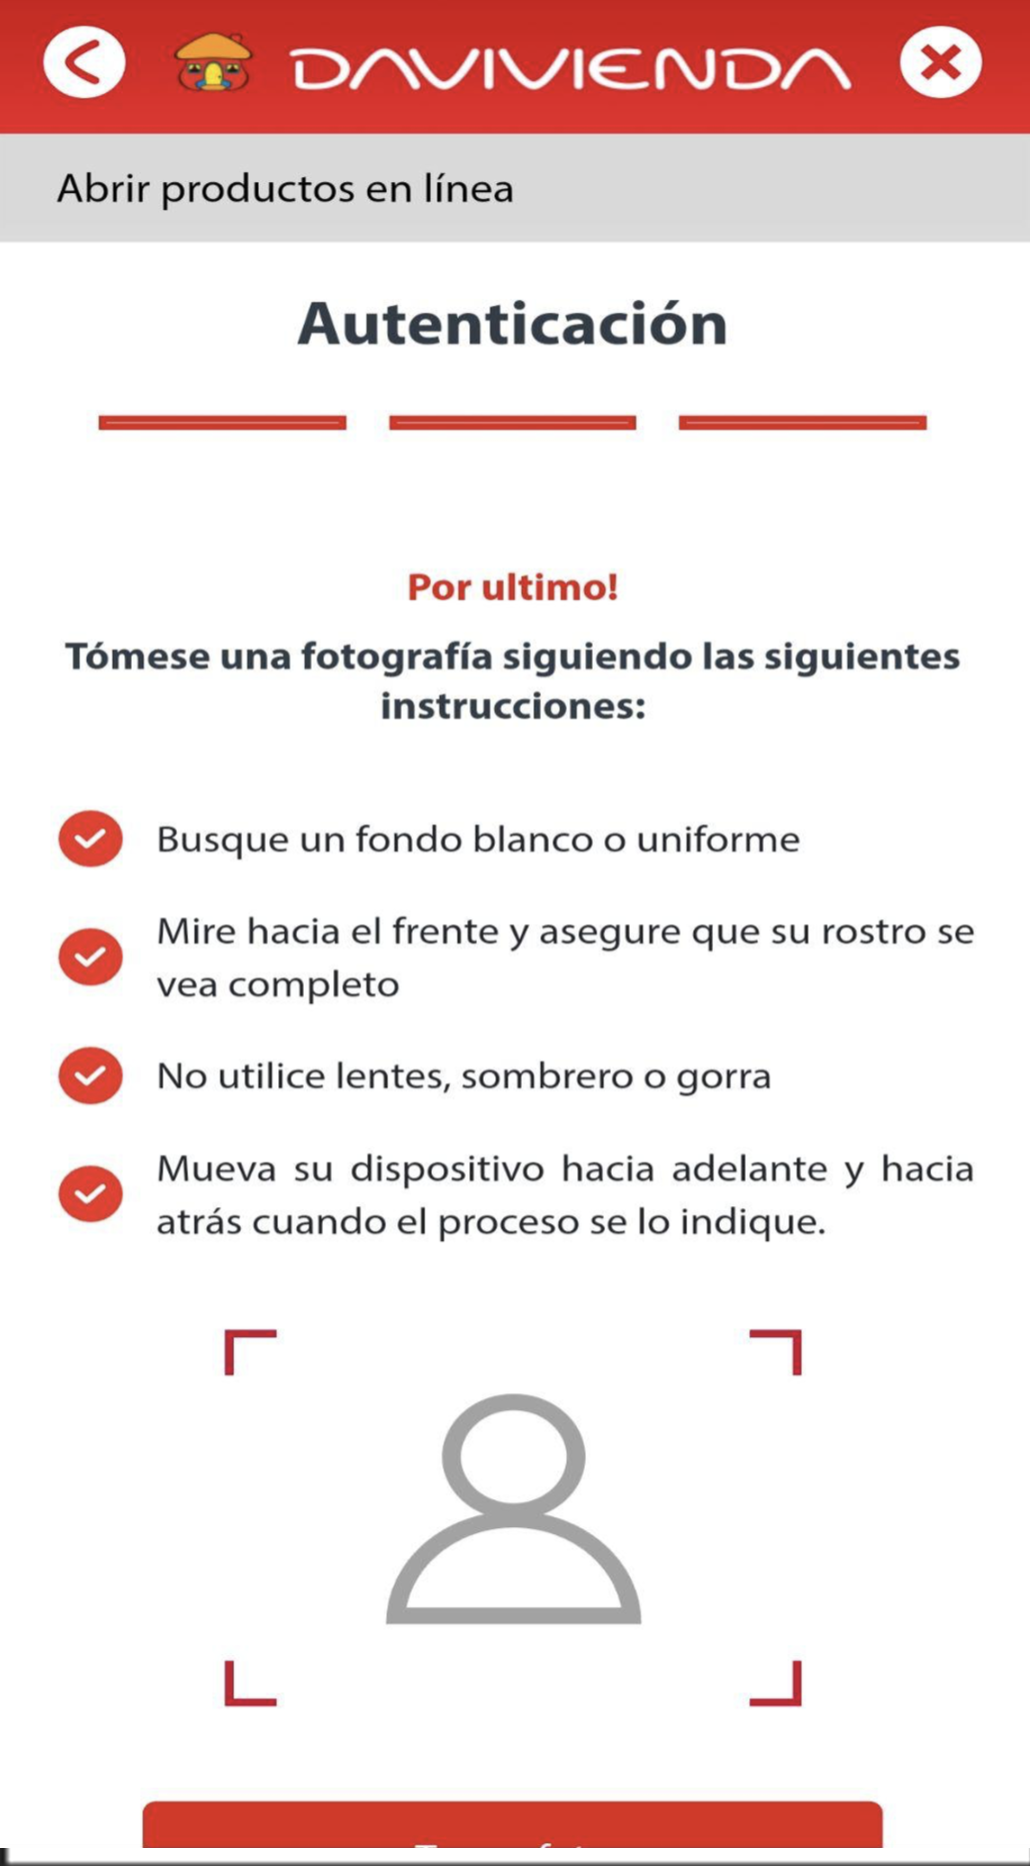 DAVIVIENDA
Abrir productos en línea
Autenticación
Por ultimo!
Tómese una fotografía siguiendo las siguientes
instrucciones:
Busque un fondo blanco o uniforme
Mire hacia el frente y asegure que su rostro se
vea completo
No utilice lentes, sombrero o gorra
Mueva su dispositivo hacia adelante y hacia
atrás cuando el proceso se lo indique.